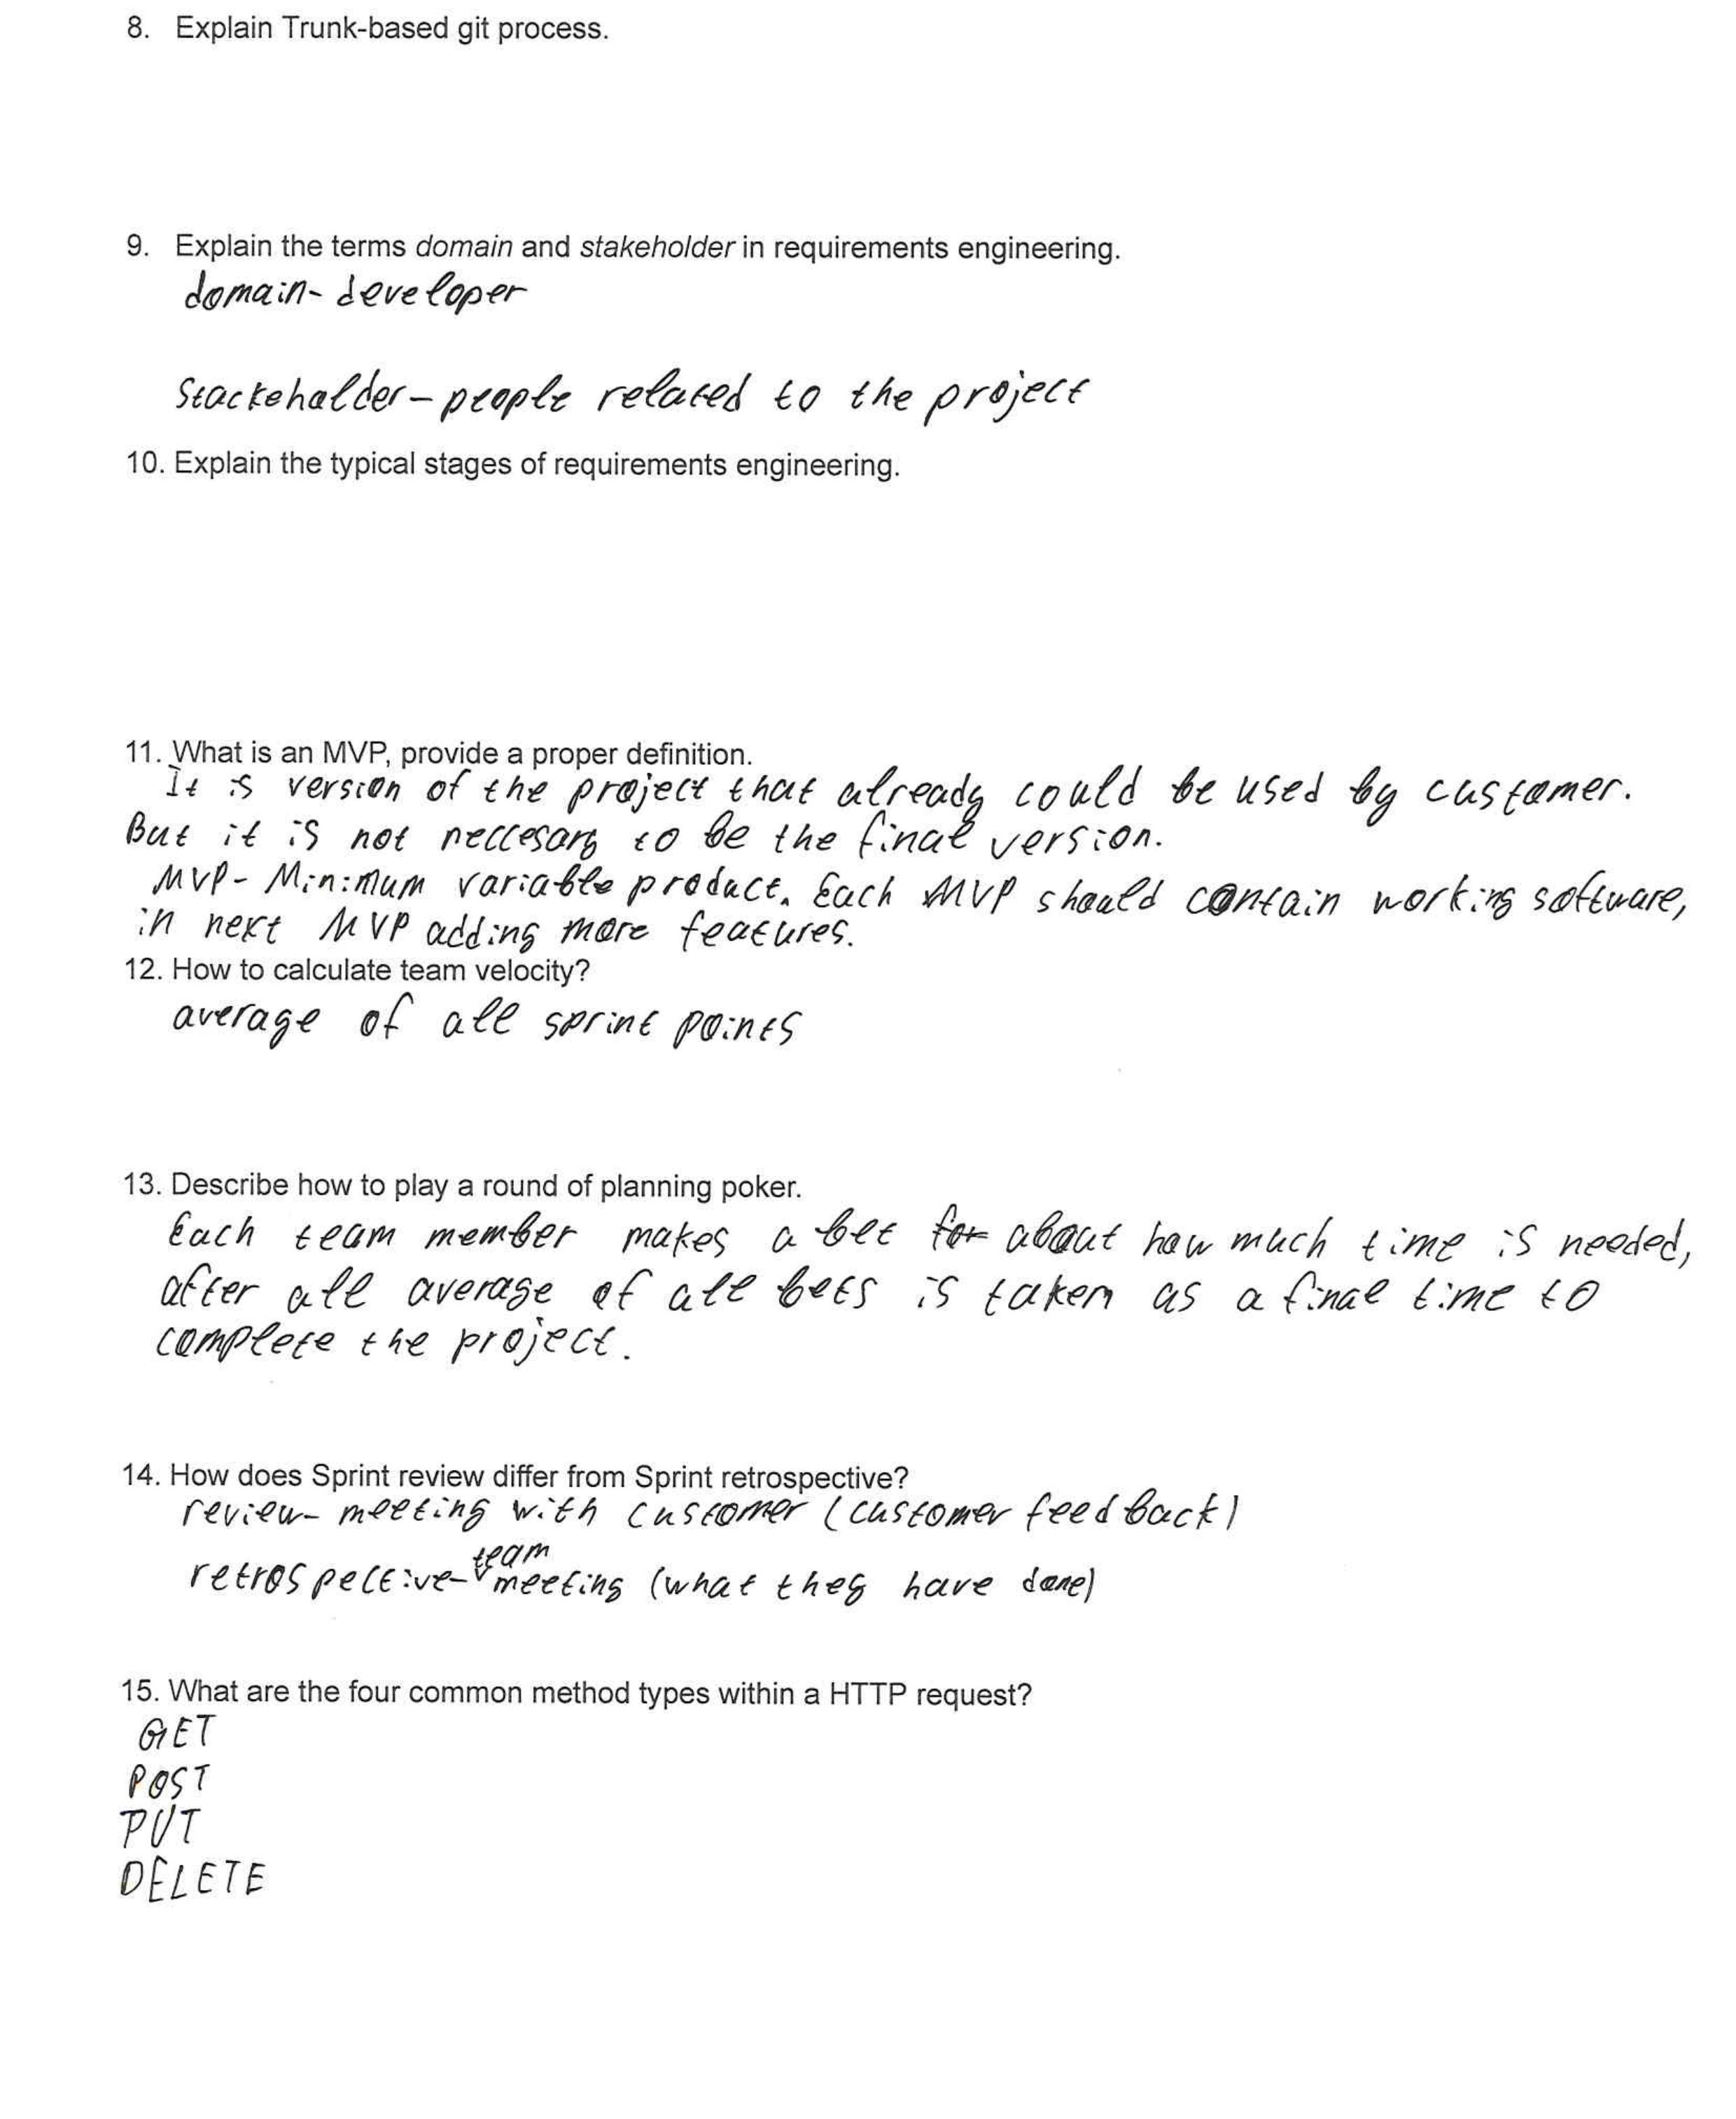 8. Explain Trunk-based git process.
9. Explain the terms domain and stakeholder in requirements engineering.
domain- developer
Stackeholder - people related to the project
10. Explain the typical stages of requirements engineering.
11. What is an MVP, provide a proper definition.
It is version of the project that already could be used by customer.
But it is not neccesary to be the final version.
MVP- Minimum variable product. Each MVP should contain working software,
in next MVP adding more features.
12. How to calculate team velocity?
average of all sprint points
13. Describe how to play a round of planning poker.
Each team member makes a bet for about how much time is needed,
after all average of all bets is taken as a final time to
complete the project.
14. How does Sprint review differ from Sprint retrospective?
review- meeting with customer (customer feedback)
retrospective- team meeting (what they have done)
15. What are the four common method types within a HTTP request?
GET
POST
PUT
DELETE